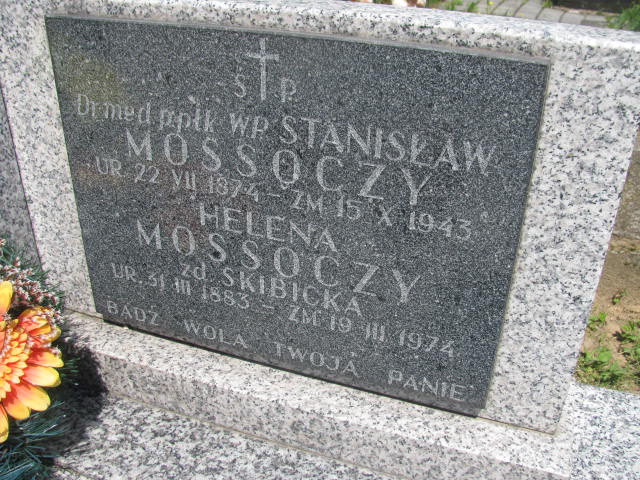 Ś P
Dr med ppłk WP STANISŁAW
MOSSOCZY
UR 22 VII 1874 – ZM 15 X 1943
HELENA
MOSSOCZY
zd SKIBICKA
UR. 31 III 1883 – ZM 19 III 1974
BĄDŹ WOLA TWOJA PANIE